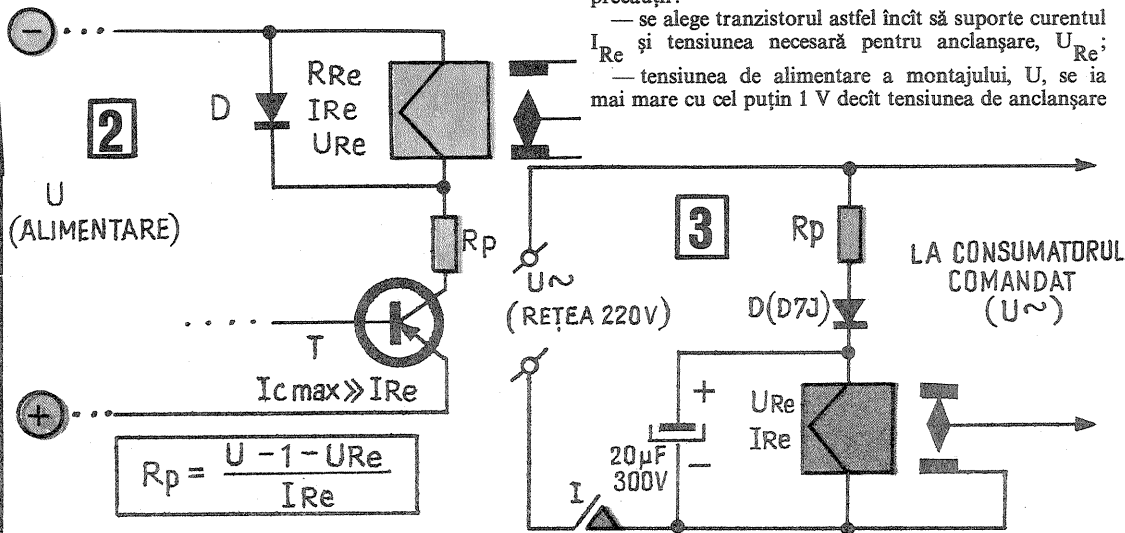 precauții:
— se alege tranzistorul astfel încît să suporte curentul
I_Re și tensiunea necesară pentru anclanșare, U_Re;
— tensiunea de alimentare a montajului, U, se ia
mai mare cu cel puțin 1 V decît tensiunea de anclanșare
−
2
D
RRe
IRe
URe
U
(ALIMENTARE)
Rp
T
Ic max≫IRe
+
Rp = (U - 1 - URe) / IRe
3
U~
(REȚEA 220V)
Rp
D(D7J)
LA CONSUMATORUL
COMANDAT
(U~)
+
20µF
300V
−
URe
IRe
I